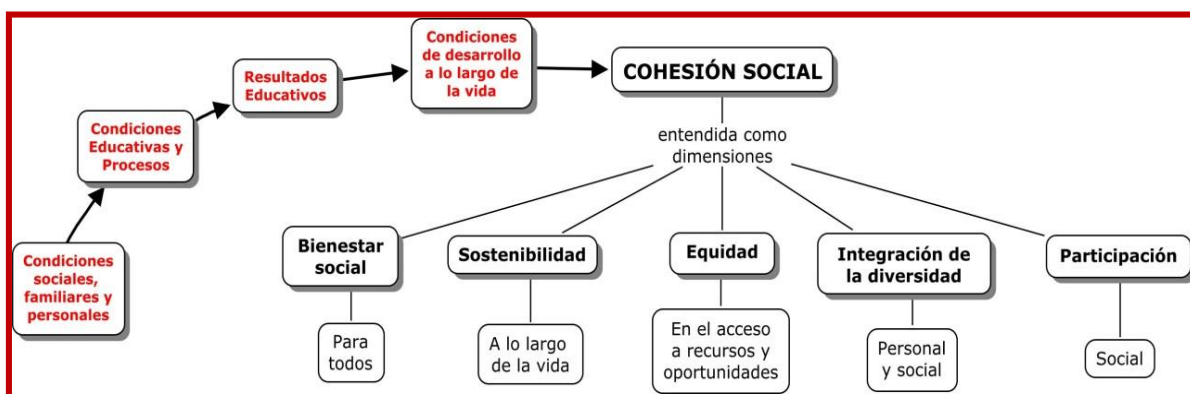 Condiciones
sociales,
familiares y
personales
Condiciones
Educativas y
Procesos
Resultados
Educativos
Condiciones
de desarrollo
a lo largo de
la vida
COHESIÓN SOCIAL
entendida como
dimensiones
Bienestar
social
Para
todos
Sostenibilidad
A lo largo
de la vida
Equidad
En el acceso
a recursos y
oportunidades
Integración de
la diversidad
Personal
y social
Participación
Social